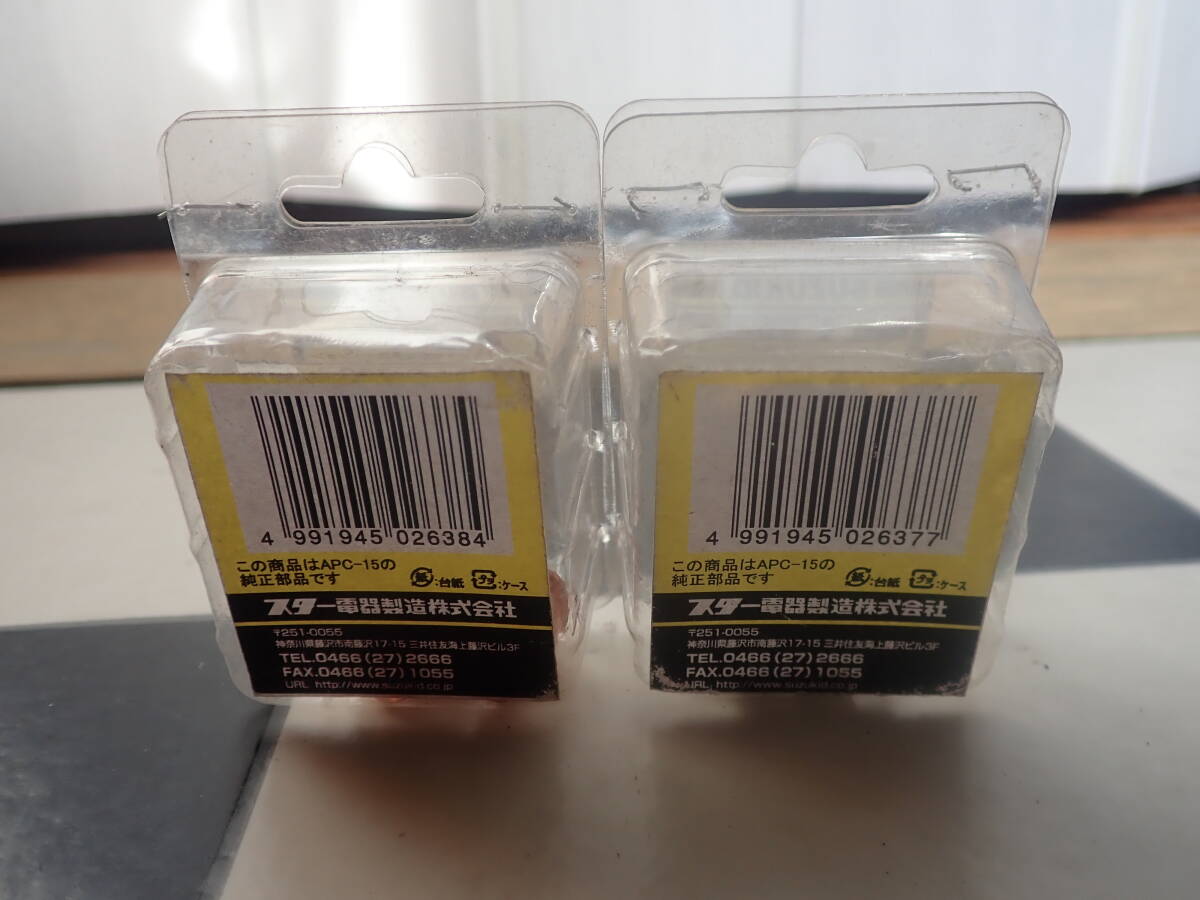 4 991945 026384
この商品はAPC-15の
純正部品です
紙:台紙 プラ:ケース
スター電器製造株式会社
〒251-0055
神奈川県藤沢市南藤沢17-15 三井住友海上藤沢ビル3F
TEL.0466(27)2666
FAX.0466(27)1055
URL http://www.suzukid.co.jp
4 991945 026377
この商品はAPC-15の
純正部品です
紙:台紙 プラ:ケース
スター電器製造株式会社
〒251-0055
神奈川県藤沢市南藤沢17-15 三井住友海上藤沢ビル3F
TEL.0466(27)2666
FAX.0466(27)1055
URL http://www.suzukid.co.jp